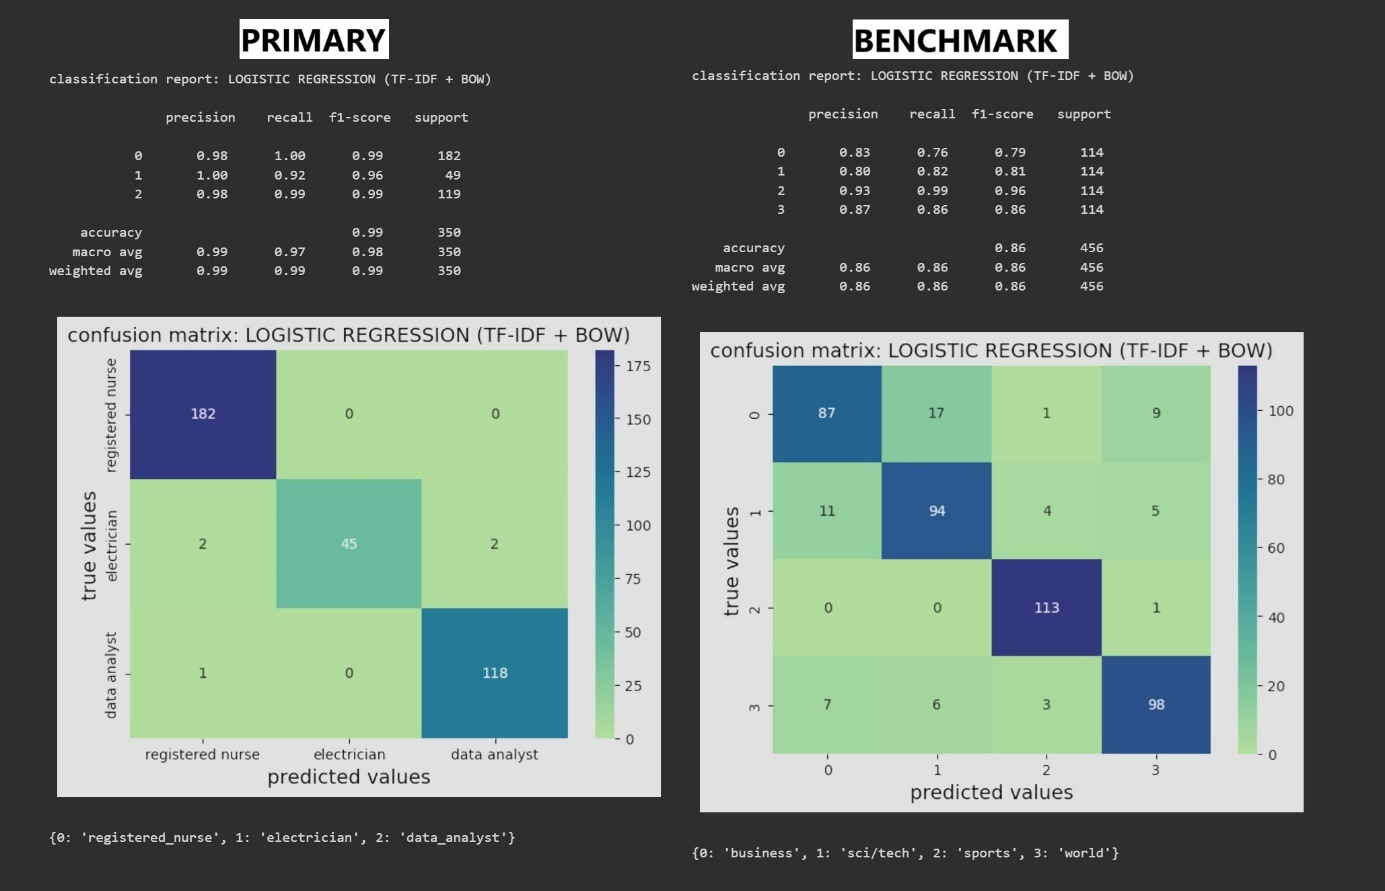 PRIMARY
classification report: LOGISTIC REGRESSION (TF-IDF + BOW)
precision recall f1-score support
0 0.98 1.00 0.99 182
1 1.00 0.92 0.96 49
2 0.98 0.99 0.99 119
accuracy 0.99 350
macro avg 0.99 0.97 0.98 350
weighted avg 0.99 0.99 0.99 350
confusion matrix: LOGISTIC REGRESSION (TF-IDF + BOW)
true values
registered nurse
182 0 0
electrician
2 45 2
data analyst
1 0 118
registered nurse electrician data analyst
predicted values
175
150
125
100
75
50
25
0
{0: 'registered_nurse', 1: 'electrician', 2: 'data_analyst'}
BENCHMARK
classification report: LOGISTIC REGRESSION (TF-IDF + BOW)
precision recall f1-score support
0 0.83 0.76 0.79 114
1 0.80 0.82 0.81 114
2 0.93 0.99 0.96 114
3 0.87 0.86 0.86 114
accuracy 0.86 456
macro avg 0.86 0.86 0.86 456
weighted avg 0.86 0.86 0.86 456
confusion matrix: LOGISTIC REGRESSION (TF-IDF + BOW)
true values
0 87 17 1 9
1 11 94 4 5
2 0 0 113 1
3 7 6 3 98
0 1 2 3
predicted values
100
80
60
40
20
0
{0: 'business', 1: 'sci/tech', 2: 'sports', 3: 'world'}